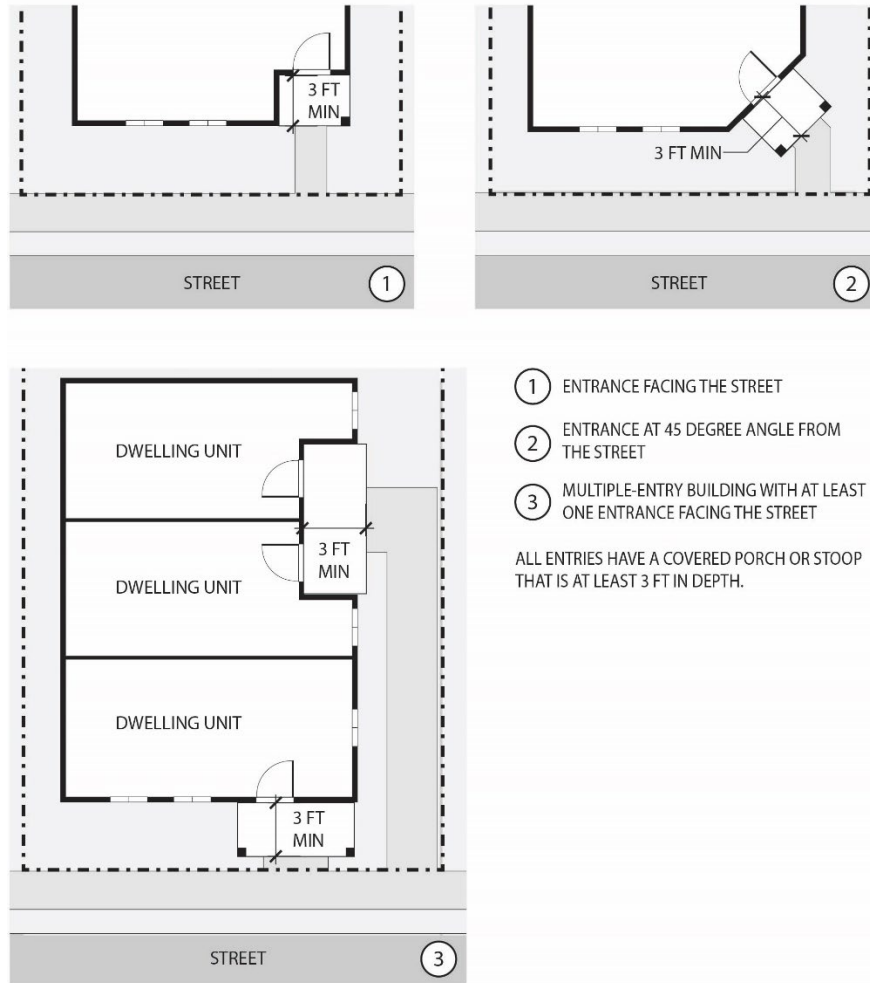 3 FT
MIN
STREET
1
3 FT MIN
STREET
2
DWELLING UNIT
DWELLING UNIT
3 FT
MIN
DWELLING UNIT
3 FT
MIN
STREET
3
1 ENTRANCE FACING THE STREET
2 ENTRANCE AT 45 DEGREE ANGLE FROM
THE STREET
3 MULTIPLE-ENTRY BUILDING WITH AT LEAST
ONE ENTRANCE FACING THE STREET
ALL ENTRIES HAVE A COVERED PORCH OR STOOP
THAT IS AT LEAST 3 FT IN DEPTH.